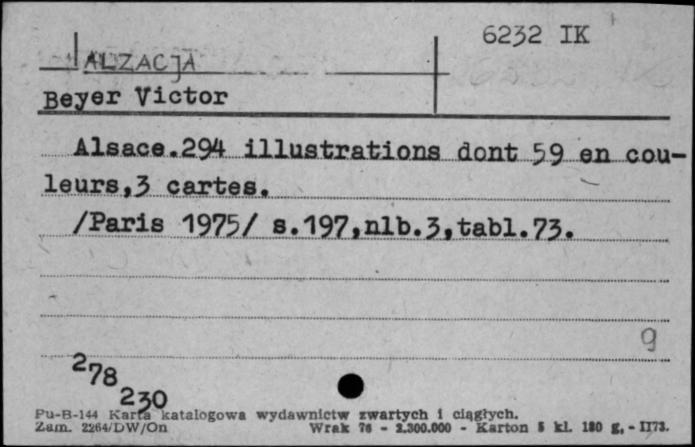 6232 IK
ALZACJA
Beyer Victor
Alsace.294 illustrations dont 59 en cou-
leurs,3 cartes.
/Paris 1975/ s.197,nlb.3,tabl.73.
9
278
230
Pu-B-144 Karta katalogowa wydawnictw zwartych i ciągłych.
Zam. 2264/DW/On Wrak 76 - 2.300.000 - Karton 5 kl. 180 g. - II73.